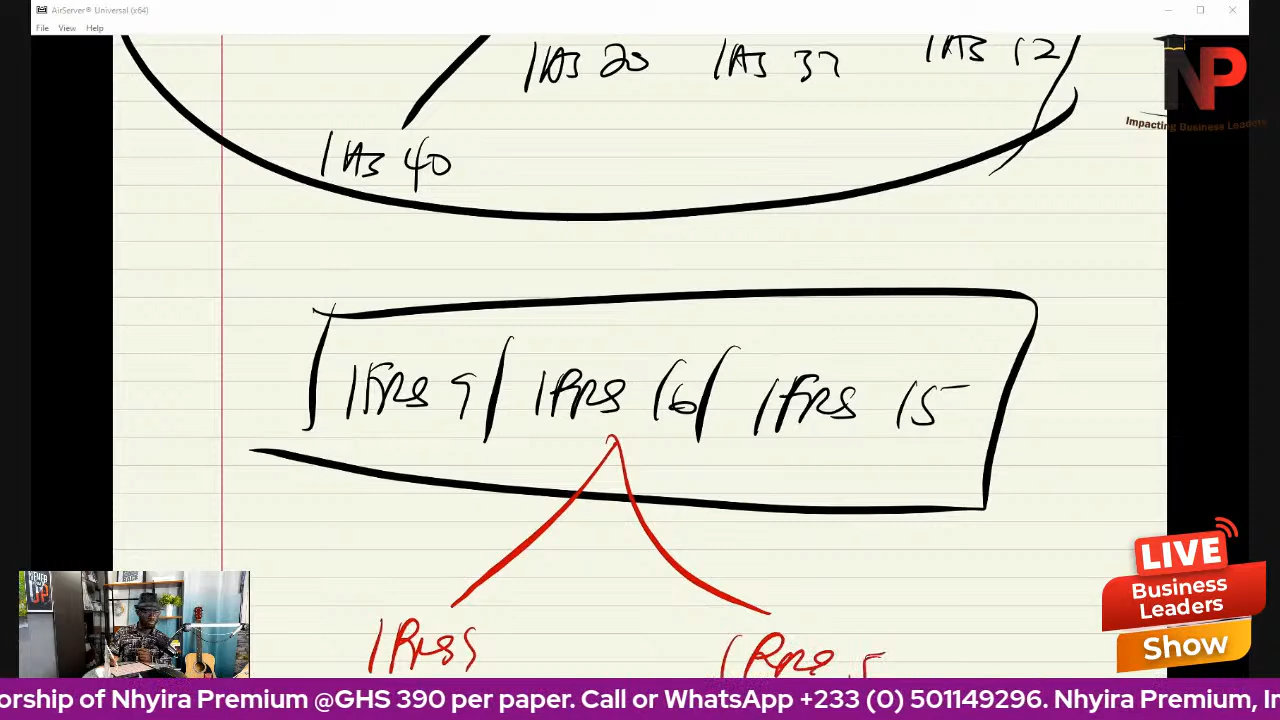 AirServer® Universal (x64)
File View Help
IAS 20 IAS 37 IAS 12
NP
Impacting Business Leaders
IAS 40
IFRS 9 IFRS 16 IFRS 15
LIVE
Business
Leaders
Show
IFRS
IFRS
orship of Nhyira Premium @GHS 390 per paper. Call or WhatsApp +233 (0) 501149296. Nhyira Premium, In